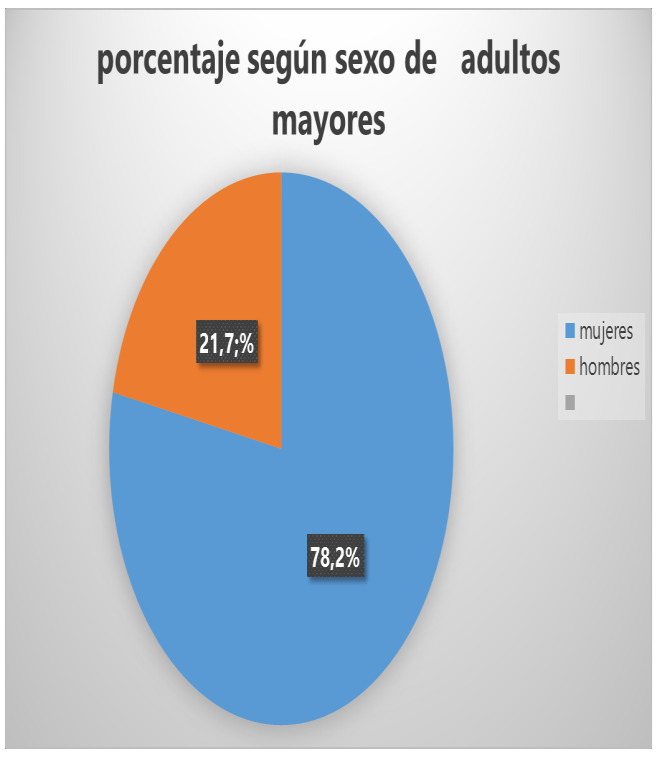 porcentaje según sexo de adultos
mayores
21,7;%
78,2%
mujeres
hombres